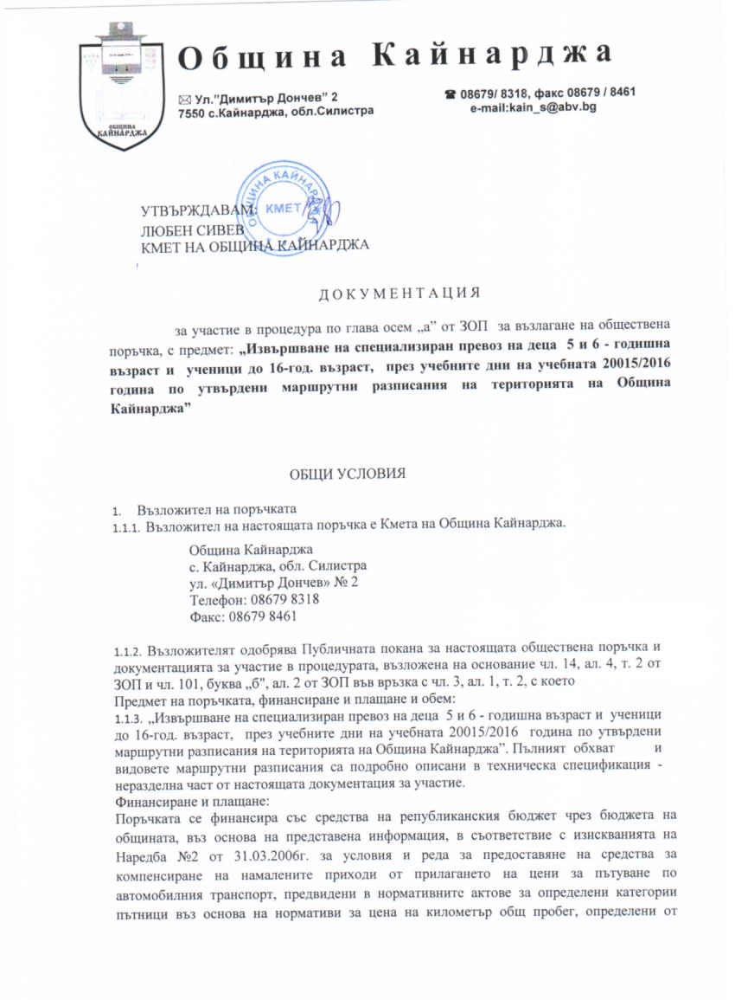 Община Кайнарджа
Ул.”Димитър Дончев” 2
7550 с.Кайнарджа, обл.Силистра
08679/ 8318, факс 08679 / 8461
e-mail:kain_s@abv.bg
ОБЩИНА
КАЙНАРДЖА
ОБЩИНА КАЙНАРДЖА
КМЕТ
УТВЪРЖДАВАМ:
ЛЮБЕН СИВЕВ
КМЕТ НА ОБЩИНА КАЙНАРДЖА
ДОКУМЕНТАЦИЯ
за участие в процедура по глава осем „а” от ЗОП за възлагане на обществена
поръчка, с предмет: „Извършване на специализиран превоз на деца 5 и 6 - годишна
възраст и ученици до 16-год. възраст, през учебните дни на учебната 20015/2016
година по утвърдени маршрутни разписания на територията на Община
Кайнарджа”
ОБЩИ УСЛОВИЯ
1. Възложител на поръчката
1.1.1. Възложител на настоящата поръчка е Кмета на Община Кайнарджа.
Община Кайнарджа
с. Кайнарджа, обл. Силистра
ул. «Димитър Дончев» № 2
Телефон: 08679 8318
Факс: 08679 8461
1.1.2. Възложителят одобрява Публичната покана за настоящата обществена поръчка и
документацията за участие в процедурата, възложена на основание чл. 14, ал. 4, т. 2 от
ЗОП и чл. 101, буква „б", ал. 2 от ЗОП във връзка с чл. 3, ал. 1, т. 2, с което
Предмет на поръчката, финансиране и плащане и обем:
1.1.3. „Извършване на специализиран превоз на деца 5 и 6 - годишна възраст и ученици
до 16-год. възраст, през учебните дни на учебната 20015/2016 година по утвърдени
маршрутни разписания на територията на Община Кайнарджа”. Пълният обхват и
видовете маршрутни разписания са подробно описани в техническа спецификация -
неразделна част от настоящата документация за участие.
Финансиране и плащане:
Поръчката се финансира със средства на републиканския бюджет чрез бюджета на
общината, въз основа на представена информация, в съответствие с изискванията на
Наредба №2 от 31.03.2006г. за условия и реда за предоставяне на средства за
компенсиране на намалените приходи от прилагането на цени за пътуване по
автомобилния транспорт, предвидени в нормативните актове за определени категории
пътници въз основа на нормативи за цена на километър общ пробег, определени от